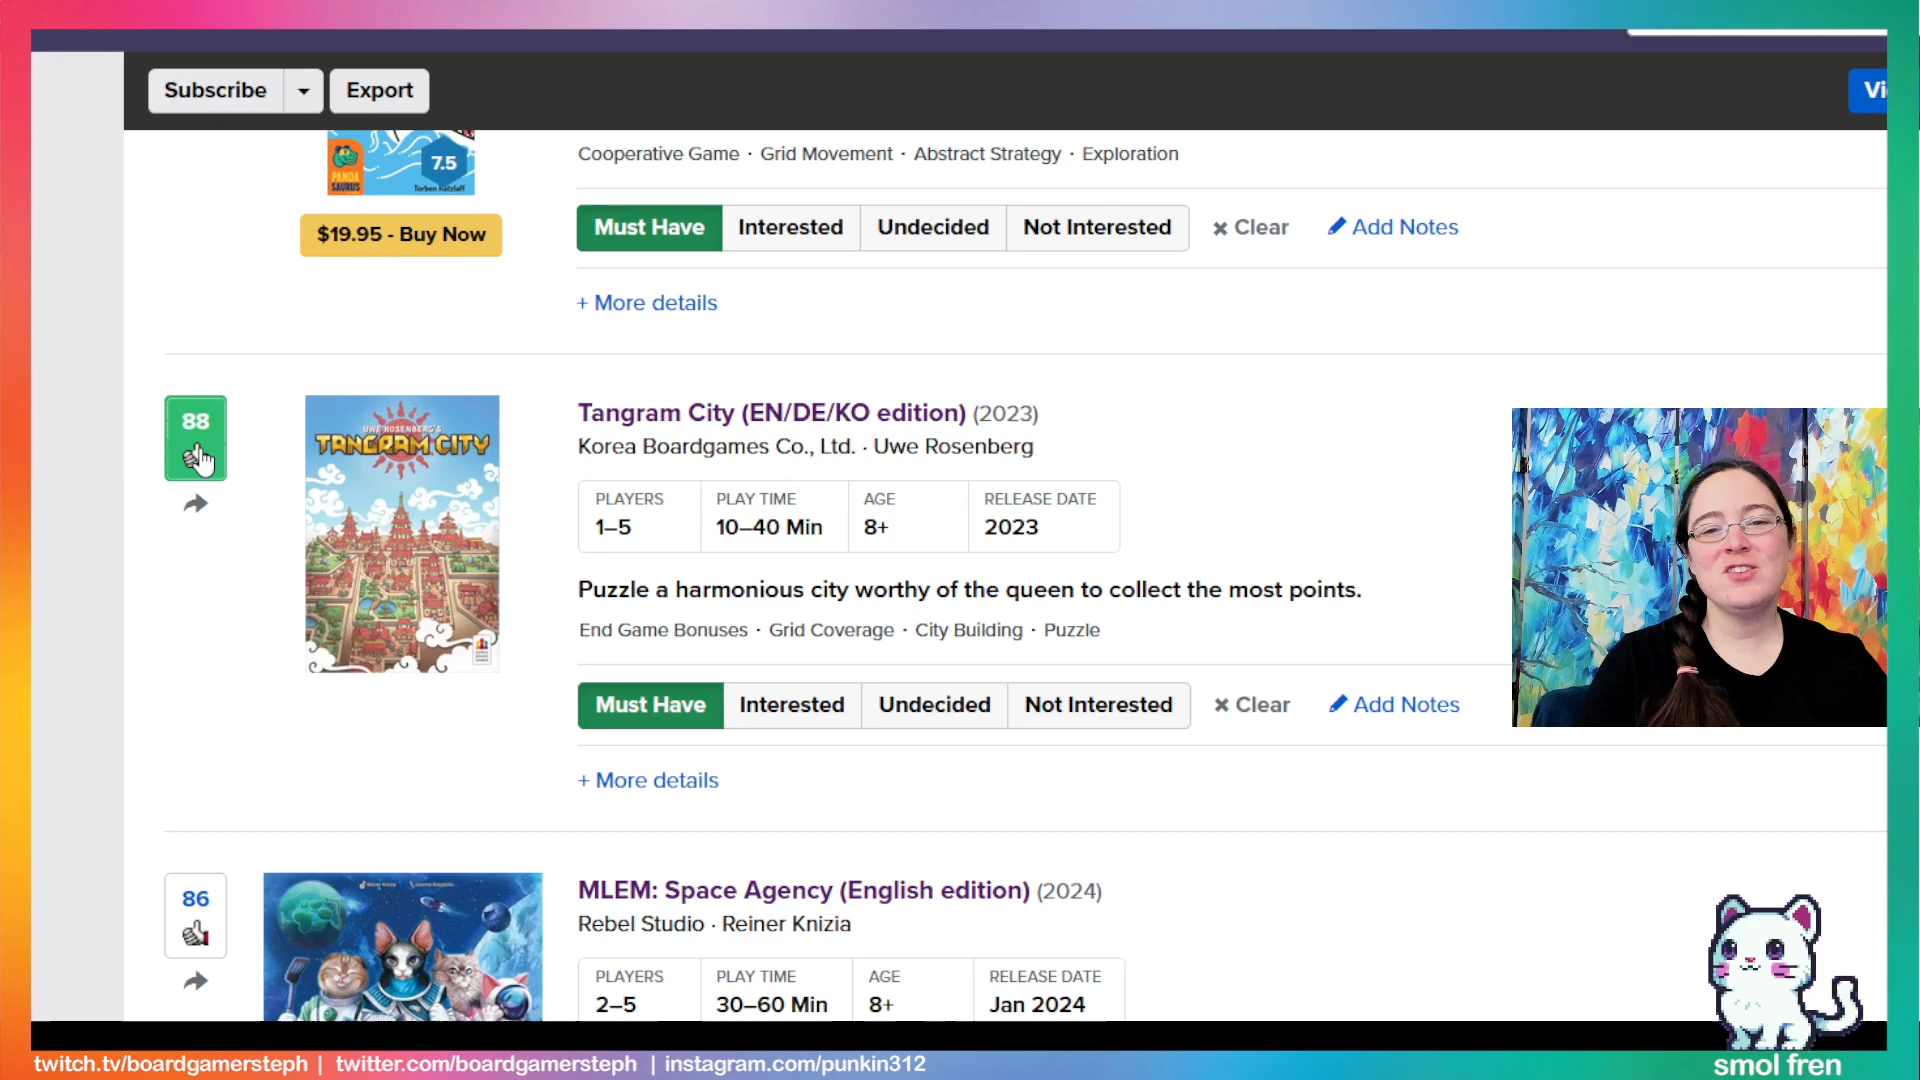 Subscribe
Export
Vi
PANDA
SAURUS
7.5
Torben Ratzlaff
Cooperative Game · Grid Movement · Abstract Strategy · Exploration
$19.95 - Buy Now
Must Have Interested Undecided Not Interested × Clear Add Notes
+ More details
88
UWE ROSENBERG'S
TANGRAM CITY
Tangram City (EN/DE/KO edition) (2023)
Korea Boardgames Co., Ltd. · Uwe Rosenberg
PLAYERS PLAY TIME AGE RELEASE DATE
1–5 10–40 Min 8+ 2023
Puzzle a harmonious city worthy of the queen to collect the most points.
End Game Bonuses · Grid Coverage · City Building · Puzzle
Must Have Interested Undecided Not Interested × Clear Add Notes
+ More details
86
MLEM: Space Agency (English edition) (2024)
Rebel Studio · Reiner Knizia
PLAYERS PLAY TIME AGE RELEASE DATE
2–5 30–60 Min 8+ Jan 2024
twitch.tv/boardgamersteph | twitter.com/boardgamersteph | instagram.com/punkin312
smol fren